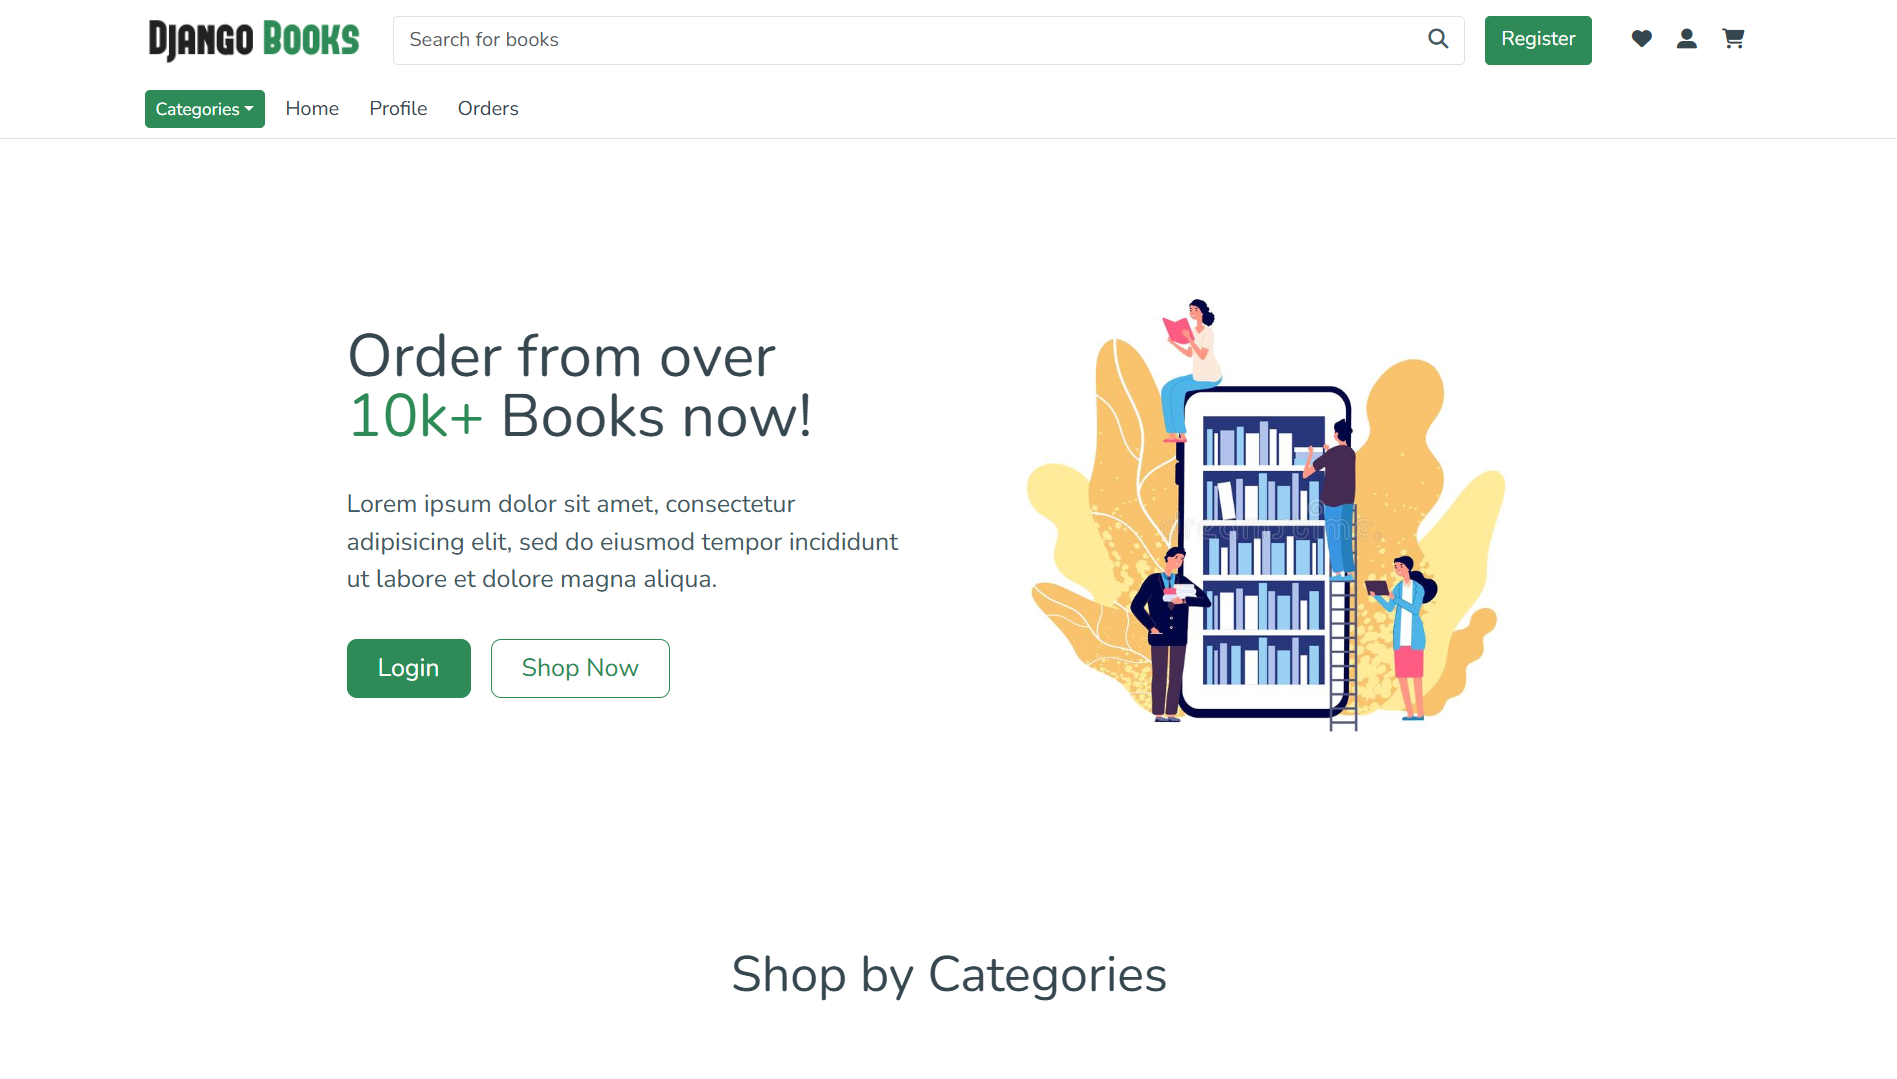 Django Books
Search for books
Register
Categories
Home
Profile
Orders
Order from over
10k+ Books now!
Lorem ipsum dolor sit amet, consectetur
adipisicing elit, sed do eiusmod tempor incididunt
ut labore et dolore magna aliqua.
Login
Shop Now
dreamstime.
Shop by Categories